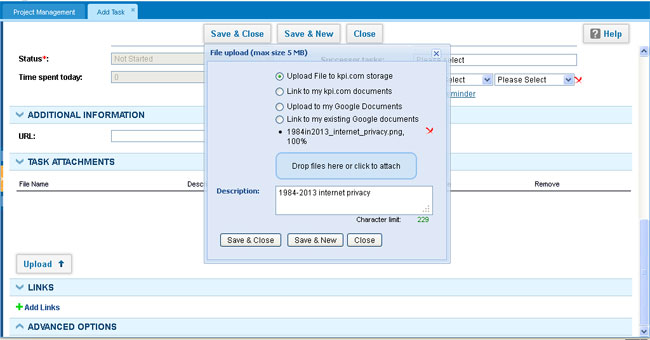 Project Management
Add Task ×
Save & Close Save & New Close
? Help
Status*: Not Started
Successor tasks: Please Select
Time spent today: 0
Select Please Select
minder
File upload (max size 5 MB)
Upload File to kpi.com storage
Link to my kpi.com documents
Upload to my Google Documents
Link to my existing Google documents
1984in2013_internet_privacy.png,
100%
Drop files here or click to attach
Description: 1984-2013 internet privacy
Character limit: 229
Save & Close Save & New Close
ADDITIONAL INFORMATION
URL:
TASK ATTACHMENTS
File Name Desc Remove
Upload
LINKS
Add Links
ADVANCED OPTIONS